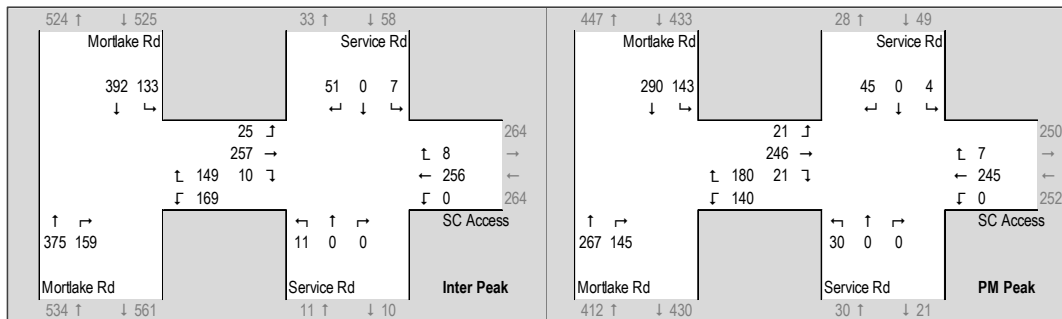 524 ↑ ↓ 525 33 ↑ ↓ 58 447 ↑ ↓ 433 28 ↑ ↓ 49
Mortlake Rd Service Rd Mortlake Rd Service Rd
392 133 51 0 7 290 143 45 0 4
25 264 21 250
257 → ↑ 8 → 246 → ↑ 7 →
149 10 ← 256 ← 180 21 ← 245 ←
169 0 264 140 0 252
SC Access SC Access
375 159 11 0 0 267 145 30 0 0
Mortlake Rd Service Rd Inter Peak Mortlake Rd Service Rd PM Peak
534 ↑ ↓ 561 11 ↑ ↓ 10 412 ↑ ↓ 430 30 ↑ ↓ 21